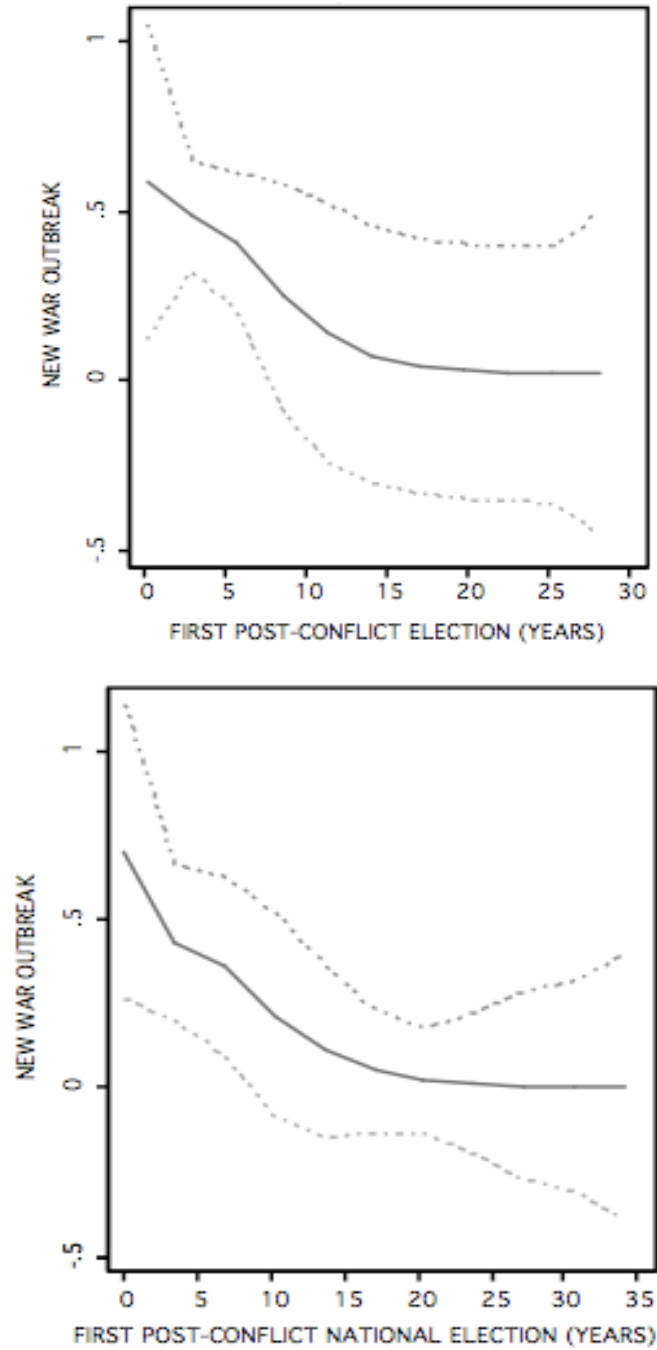 1
.5
0
-.5
NEW WAR OUTBREAK
0 5 10 15 20 25 30
FIRST POST-CONFLICT ELECTION (YEARS)
1
.5
0
-.5
NEW WAR OUTBREAK
0 5 10 15 20 25 30 35
FIRST POST-CONFLICT NATIONAL ELECTION (YEARS)